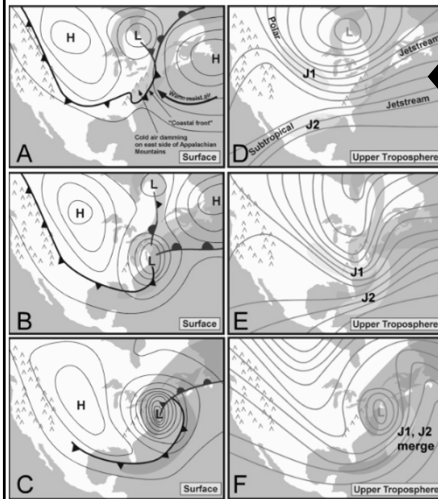 H
L
H
Warm moist air
"Coastal front"
Cold air damming
on east side of Appalachian
Mountains
A
Surface
L
Polar
Jetstream
J1
Jetstream
Subtropical
J2
D
Upper Troposphere
H
L
H
L
B
Surface
J1
J2
E
Upper Troposphere
H
L
C
Surface
L
J1, J2
merge
F
Upper Troposphere